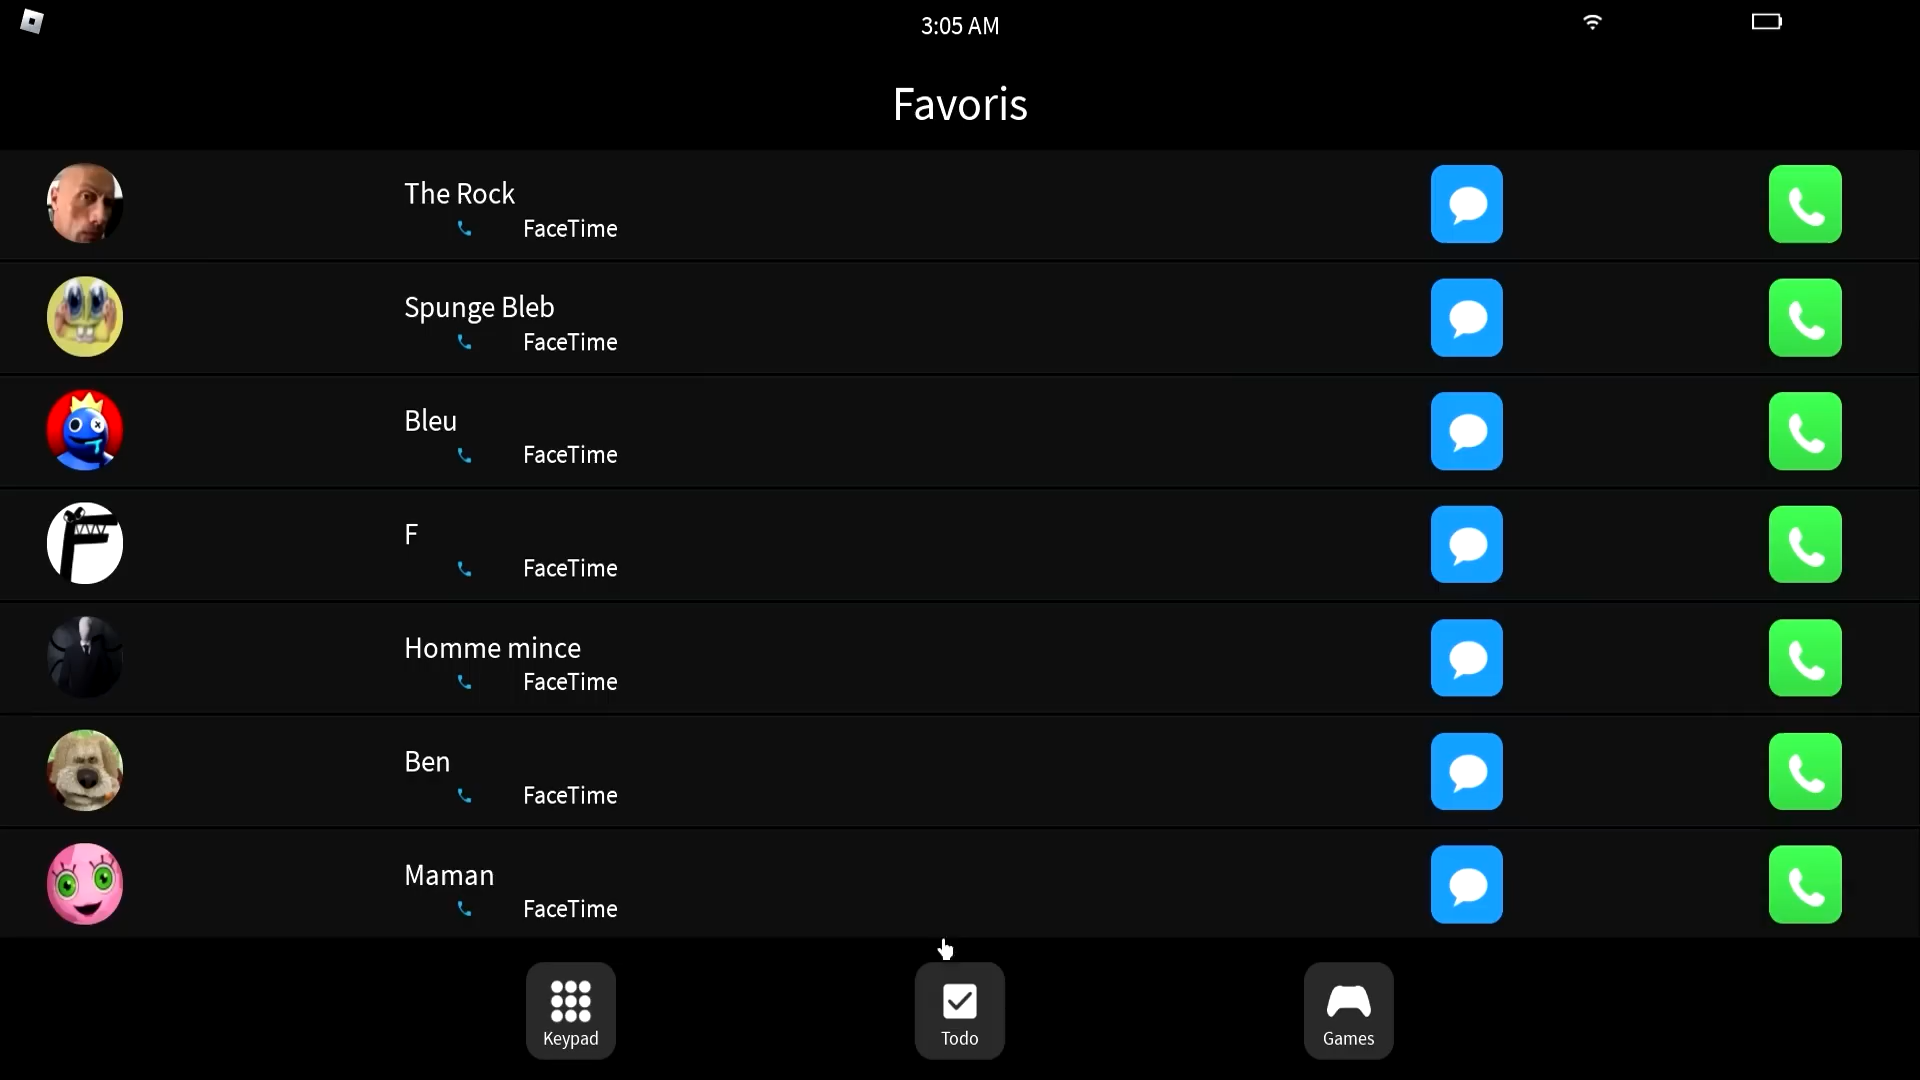 3:05 AM
Favoris
The Rock
FaceTime
Spunge Bleb
FaceTime
Bleu
FaceTime
F
FaceTime
Homme mince
FaceTime
Ben
FaceTime
Maman
FaceTime
Keypad
Todo
Games